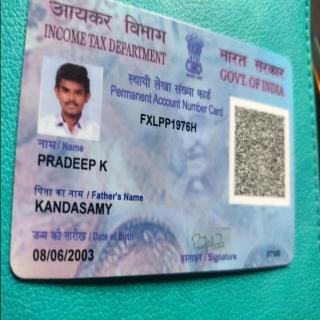 आयकर विभाग
INCOME TAX DEPARTMENT
भारत सरकार
GOVT. OF INDIA
स्थायी लेखा संख्या कार्ड
Permanent Account Number Card
FXLPP1976H
नाम / Name
PRADEEP K
पिता का नाम / Father's Name
KANDASAMY
जन्म की तारीख / Date of Birth
08/06/2003
हस्ताक्षर / Signature